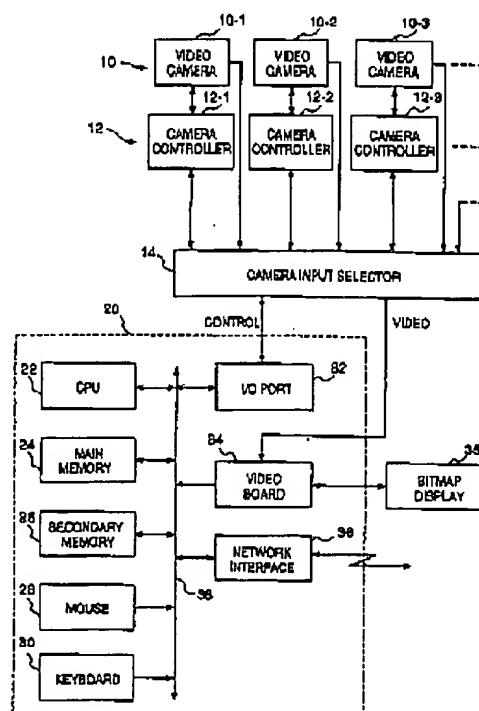 10-1
10-2
10-3
10
VIDEO
CAMERA
VIDEO
CAMERA
VIDEO
CAMERA
12-1
12-2
12-3
12
CAMERA
CONTROLLER
CAMERA
CONTROLLER
CAMERA
CONTROLLER
14
CAMERA INPUT SELECTOR
20
CONTROL
VIDEO
22
CPU
I/O PORT
32
24
MAIN
MEMORY
34
VIDEO
BOARD
35
BITMAP
DISPLAY
26
SECONDARY
MEMORY
NETWORK
INTERFACE
28
MOUSE
30
KEYBOARD